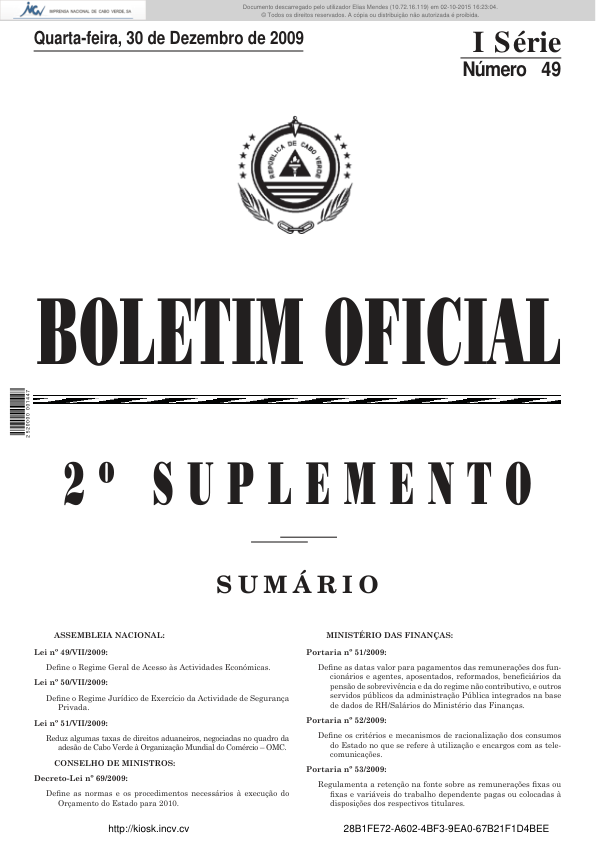 INCV IMPRENSA NACIONAL DE CABO VERDE, SA
Documento descarregado pelo utilizador Elias Mendes (10.72.16.119) em 02-10-2015 16:23:04.
® Todos os direitos reservados. A cópia ou distribuição não autorizada é proibida.
Quarta-feira, 30 de Dezembro de 2009
I Série
Número 49
REPÚBLICA DE CABO VERDE
BOLETIM OFICIAL
2º SUPLEMENTO
SUMÁRIO
ASSEMBLEIA NACIONAL:
Lei nº 49/VII/2009:
Define o Regime Geral de Acesso às Actividades Económicas.
Lei nº 50/VII/2009:
Define o Regime Jurídico de Exercício da Actividade de Segurança
Privada.
Lei nº 51/VII/2009:
Reduz algumas taxas de direitos aduaneiros, negociadas no quadro da
adesão de Cabo Verde à Organização Mundial do Comércio – OMC.
CONSELHO DE MINISTROS:
Decreto-Lei nº 69/2009:
Define as normas e os procedimentos necessários à execução do
Orçamento do Estado para 2010.
MINISTÉRIO DAS FINANÇAS:
Portaria nº 51/2009:
Define as datas valor para pagamentos das remunerações dos fun-
cionários e agentes, aposentados, reformados, beneficiários da
pensão de sobrevivência e da do regime não contributivo, e outros
servidos públicos da administração Pública integrados na base
de dados de RH/Salários do Ministério das Finanças.
Portaria nº 52/2009:
Define os critérios e mecanismos de racionalização dos consumos
do Estado no que se refere à utilização e encargos com as tele-
comunicações.
Portaria nº 53/2009:
Regulamenta a retenção na fonte sobre as remunerações fixas ou
fixas e variáveis do trabalho dependente pagas ou colocadas à
disposições dos respectivos titulares.
http://kiosk.incv.cv
28B1FE72-A602-4BF3-9EA0-67B21F1D4BEE